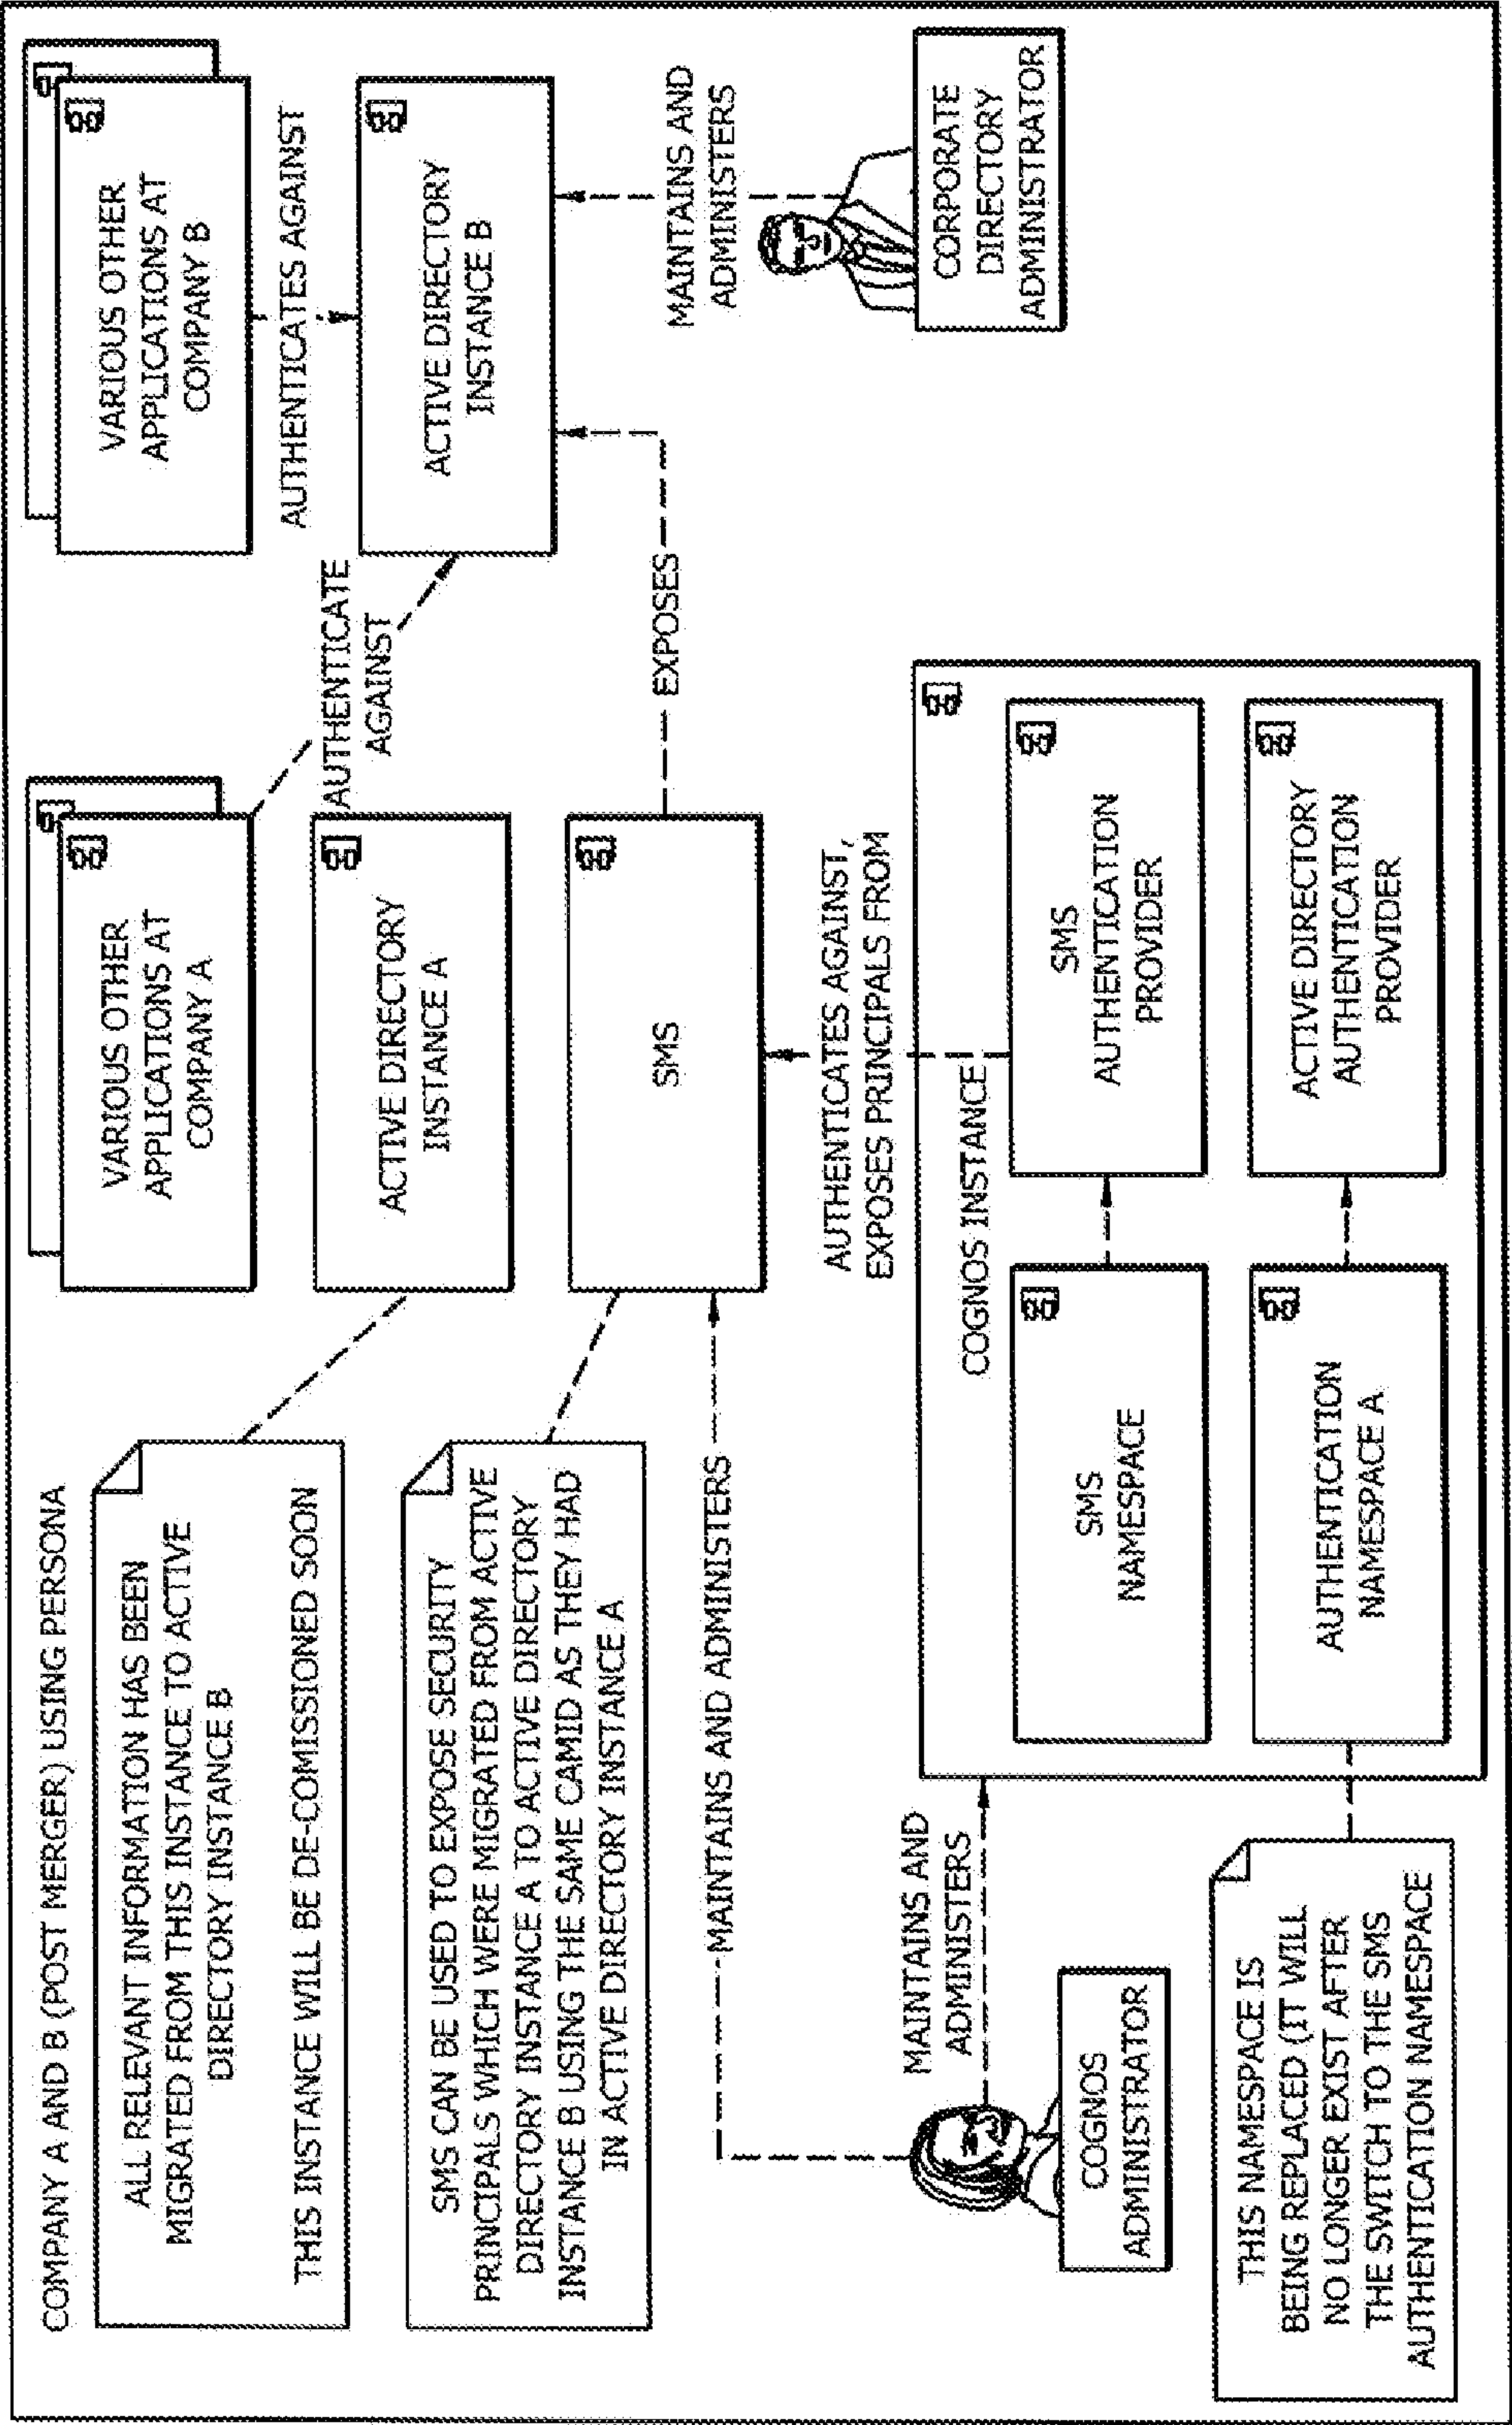 COMPANY A AND B (POST MERGER) USING PERSONA
ALL RELEVANT INFORMATION HAS BEEN
MIGRATED FROM THIS INSTANCE TO ACTIVE
DIRECTORY INSTANCE B
THIS INSTANCE WILL BE DE-COMISSIONED SOON
VARIOUS OTHER
APPLICATIONS AT
COMPANY A
VARIOUS OTHER
APPLICATIONS AT
COMPANY B
AUTHENTICATES AGAINST
AUTHENTICATE
AGAINST
ACTIVE DIRECTORY
INSTANCE A
ACTIVE DIRECTORY
INSTANCE B
SMS CAN BE USED TO EXPOSE SECURITY
PRINCIPALS WHICH WERE MIGRATED FROM ACTIVE
DIRECTORY INSTANCE A TO ACTIVE DIRECTORY
INSTANCE B USING THE SAME CAMID AS THEY HAD
IN ACTIVE DIRECTORY INSTANCE A
SMS
EXPOSES
MAINTAINS AND
ADMINISTERS
MAINTAINS AND ADMINISTERS
AUTHENTICATES AGAINST,
EXPOSES PRINCIPALS FROM
CORPORATE
DIRECTORY
ADMINISTRATOR
MAINTAINS AND
ADMINISTERS
COGNOS INSTANCE
COGNOS
ADMINISTRATOR
SMS
NAMESPACE
SMS
AUTHENTICATION
PROVIDER
THIS NAMESPACE IS
BEING REPLACED (IT WILL
NO LONGER EXIST AFTER
THE SWITCH TO THE SMS
AUTHENTICATION NAMESPACE
AUTHENTICATION
NAMESPACE A
ACTIVE DIRECTORY
AUTHENTICATION
PROVIDER